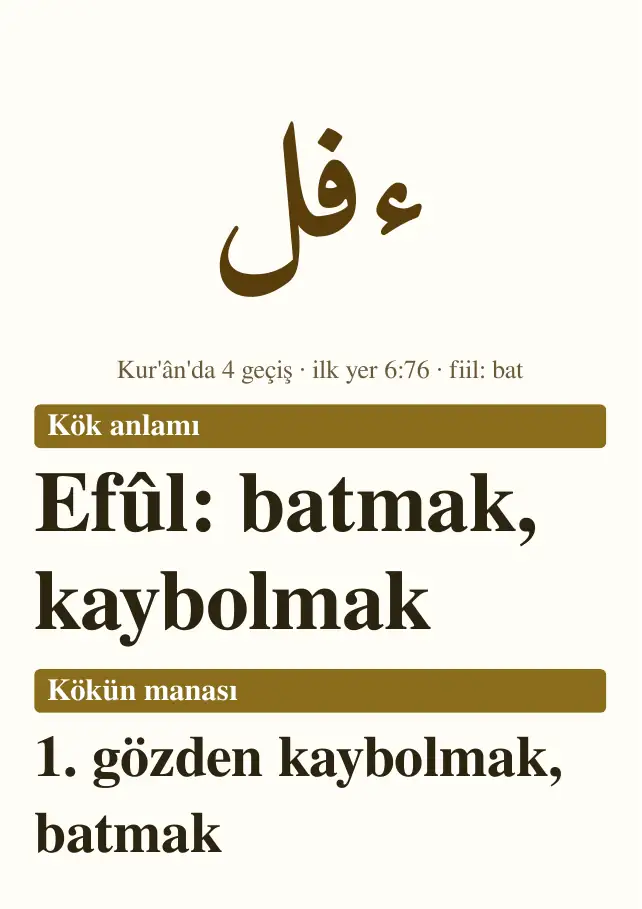 ء فل
Kur'ân'da 4 geçiş · ilk yer 6:76 · fiil: bat
Kök anlamı
Efûl: batmak,
kaybolmak
Kökün manası
1. gözden kaybolmak,
batmak